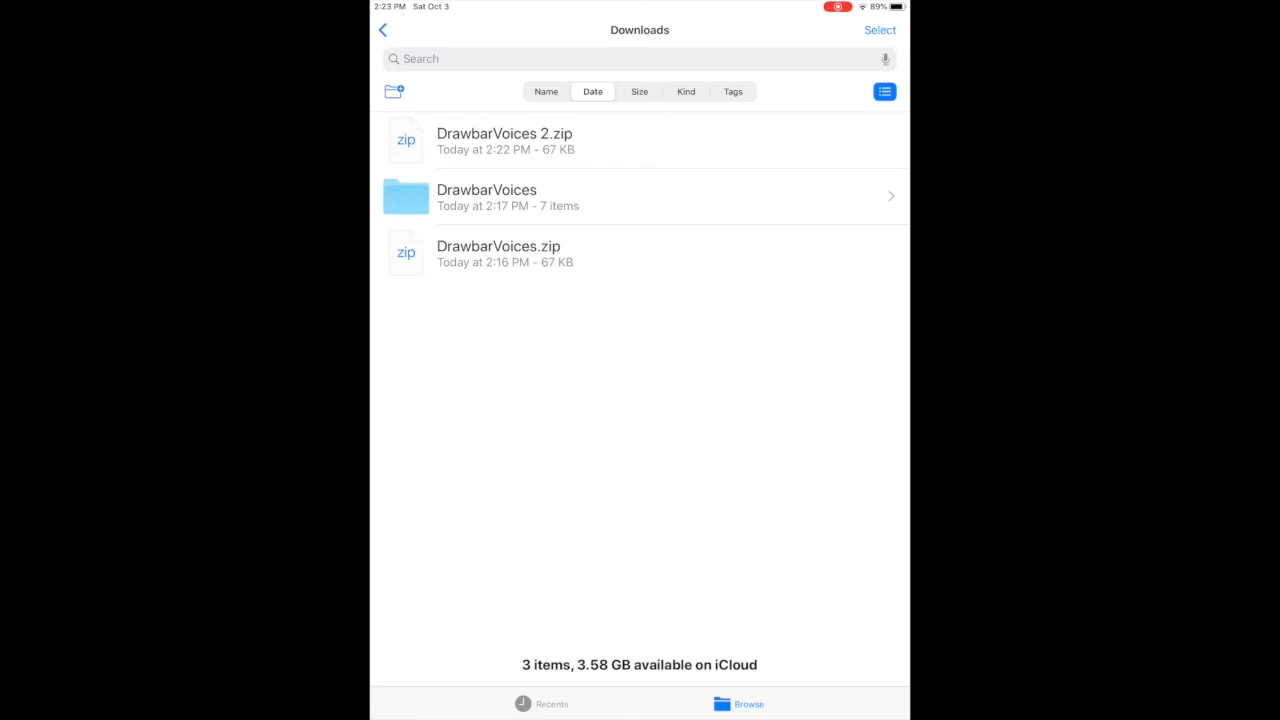 2:23 PM Sat Oct 3 89%
Downloads
Select
Search
Name Date Size Kind Tags
zip
DrawbarVoices 2.zip
Today at 2:22 PM - 67 KB
DrawbarVoices
Today at 2:17 PM - 7 items
zip
DrawbarVoices.zip
Today at 2:16 PM - 67 KB
3 items, 3.58 GB available on iCloud
Recents
Browse